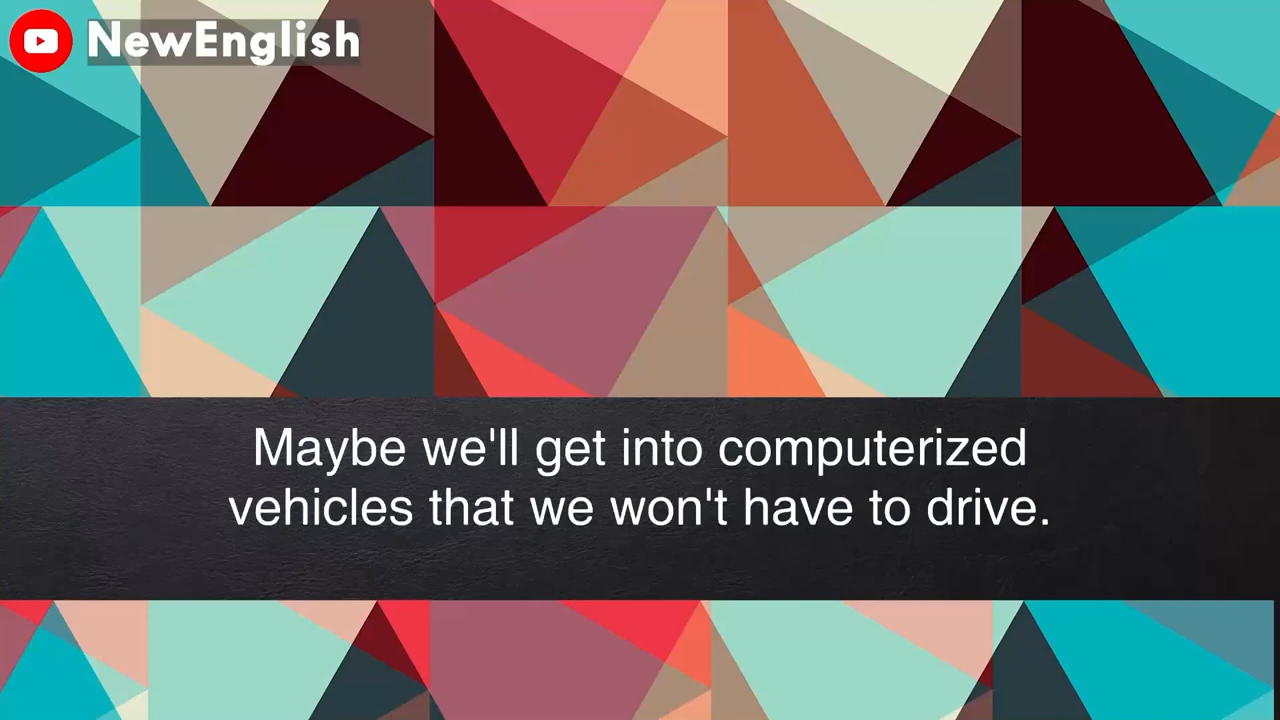 NewEnglish
Maybe we'll get into computerized
vehicles that we won't have to drive.